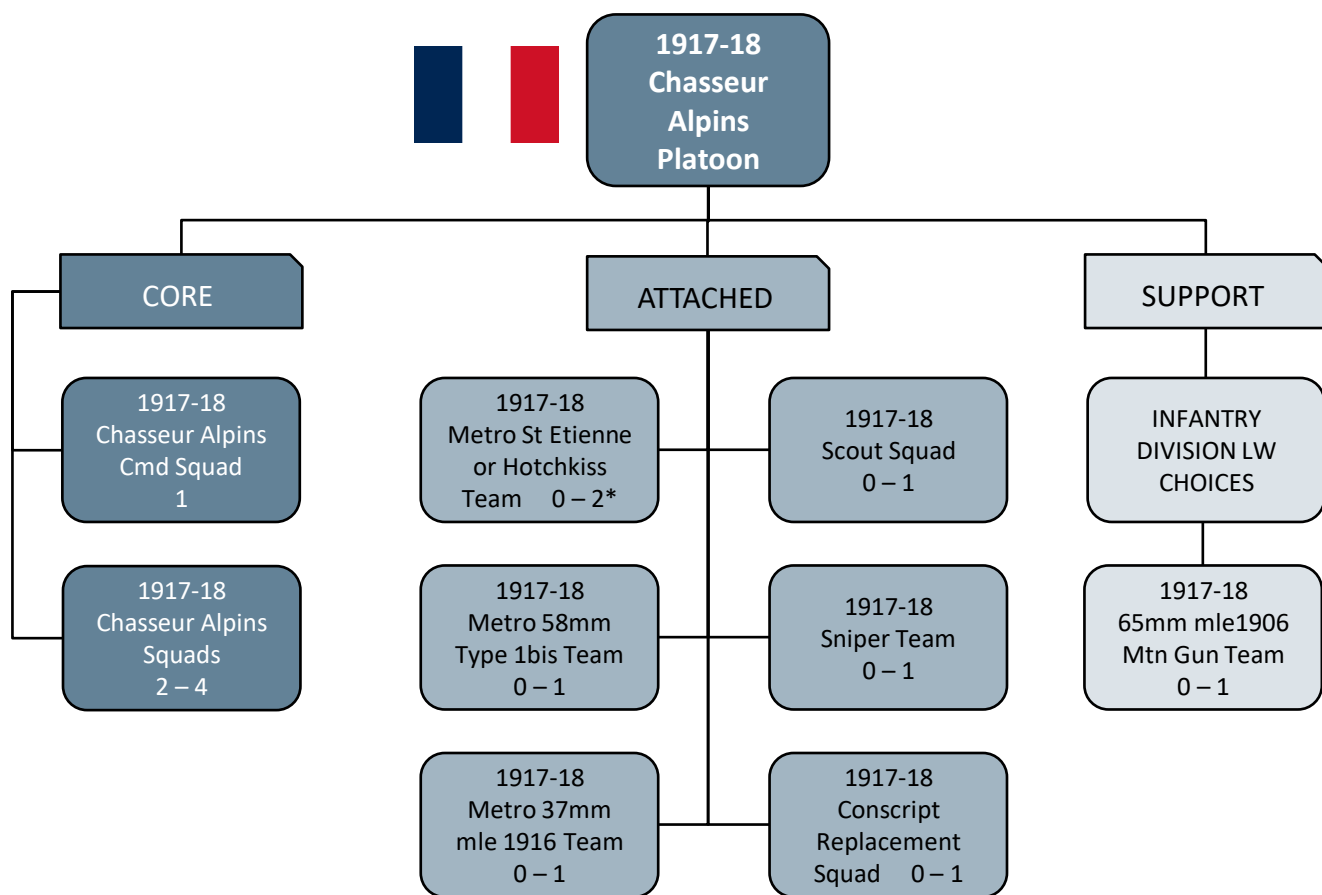 1917-18
Chasseur
Alpins
Platoon
CORE
ATTACHED
SUPPORT
1917-18
Chasseur Alpins
Cmd Squad
1
1917-18
Metro St Etienne
or Hotchkiss
Team 0 – 2*
1917-18
Scout Squad
0 – 1
INFANTRY
DIVISION LW
CHOICES
1917-18
Chasseur Alpins
Squads
2 – 4
1917-18
Metro 58mm
Type 1bis Team
0 – 1
1917-18
Sniper Team
0 – 1
1917-18
65mm mle1906
Mtn Gun Team
0 – 1
1917-18
Metro 37mm
mle 1916 Team
0 – 1
1917-18
Conscript
Replacement
Squad 0 – 1